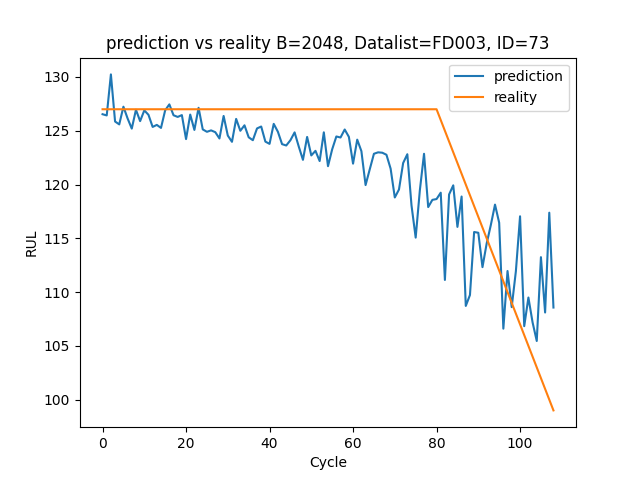 prediction vs reality B=2048, Datalist=FD003, ID=73
prediction
reality
130
125
120
115
110
105
100
RUL
0 20 40 60 80 100
Cycle